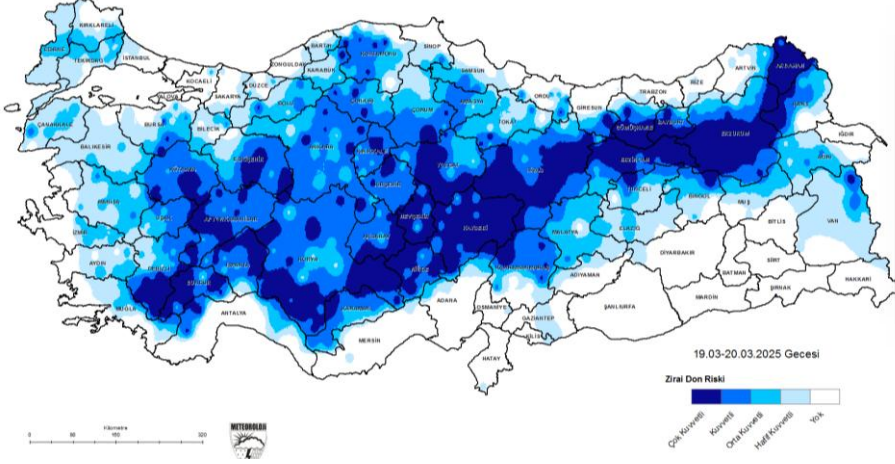 KIRKLARELİ
EDİRNE
TEKİRDAĞ
İSTANBUL
KOCAELİ
YALOVA
SAKARYA
DÜZCE
ZONGULDAK
BARTIN
KARABÜK
KASTAMONU
SİNOP
SAMSUN
ORDU
GİRESUN
TRABZON
RİZE
ARTVİN
ARDAHAN
KARS
IĞDIR
AĞRI
ERZURUM
BAYBURT
GÜMÜŞHANE
ERZİNCAN
TUNCELİ
BİNGÖL
MUŞ
BİTLİS
VAN
HAKKARİ
ŞIRNAK
SİİRT
BATMAN
MARDİN
DİYARBAKIR
ELAZIĞ
MALATYA
ADIYAMAN
ŞANLIURFA
GAZİANTEP
KİLİS
HATAY
OSMANİYE
ADANA
MERSİN
KARAMAN
KONYA
ANTALYA
ISPARTA
BURDUR
MUĞLA
DENİZLİ
AYDIN
İZMİR
MANİSA
UŞAK
AFYONKARAHİSAR
KÜTAHYA
ESKİŞEHİR
BİLECİK
BURSA
BALIKESİR
ÇANAKKALE
BOLU
ÇANKIRI
ANKARA
KIRIKKALE
KIRŞEHİR
ÇORUM
AMASYA
TOKAT
YOZGAT
SİVAS
NEVŞEHİR
KAYSERİ
AKSARAY
NİĞDE
KAHRAMANMARAŞ
19.03-20.03.2025 Gecesi
Zirai Don Riski
Çok Kuvvetli
Kuvvetli
Orta Kuvvetli
Hafif Kuvvetli
Yok
Kilometre
0 80 160 320
METEOROLOJİ